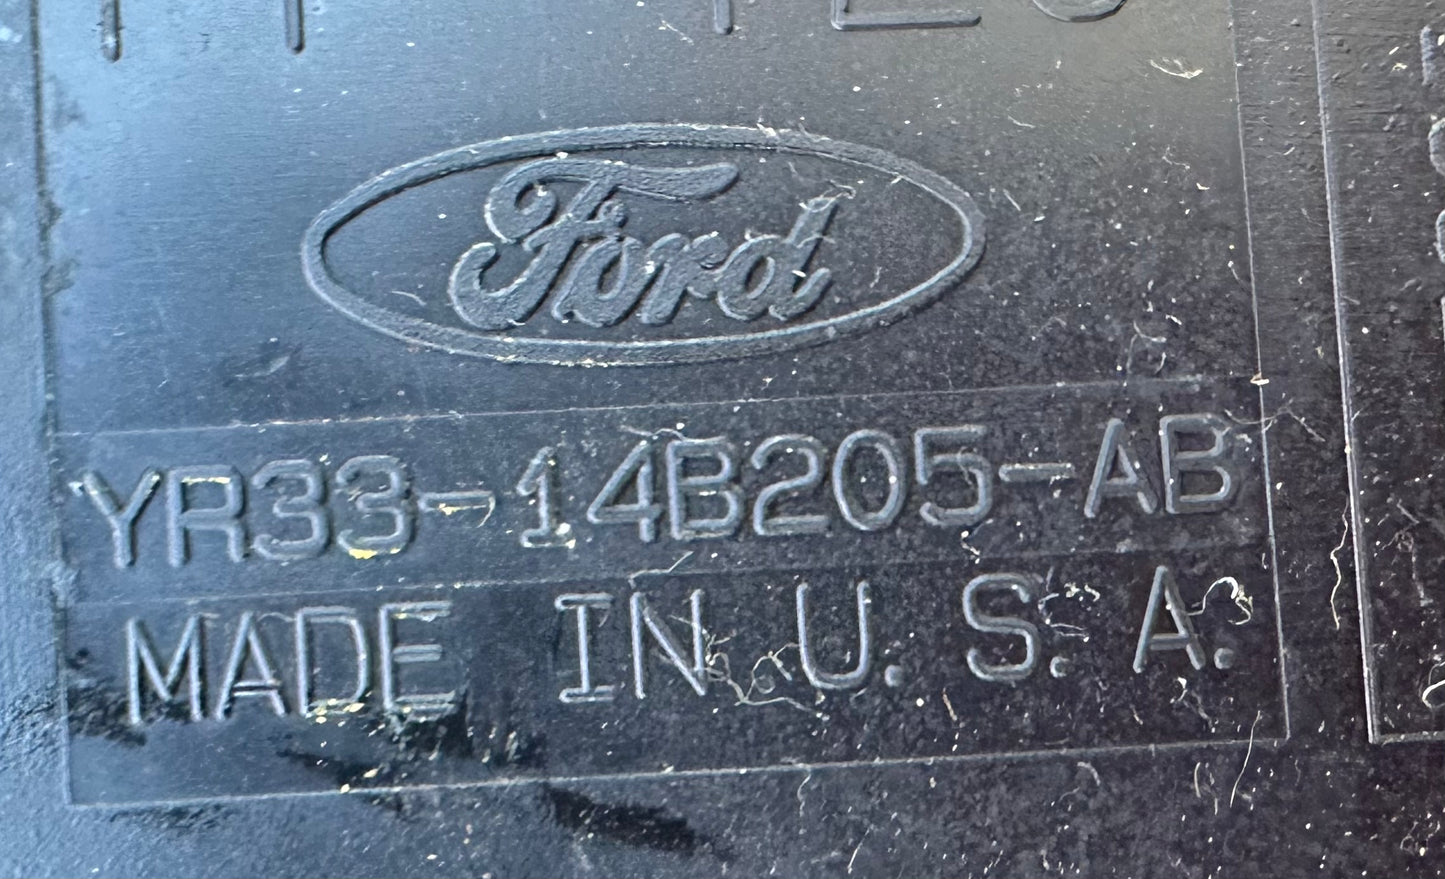 Ford
YR33-14B205-AB
MADE IN U.S.A.